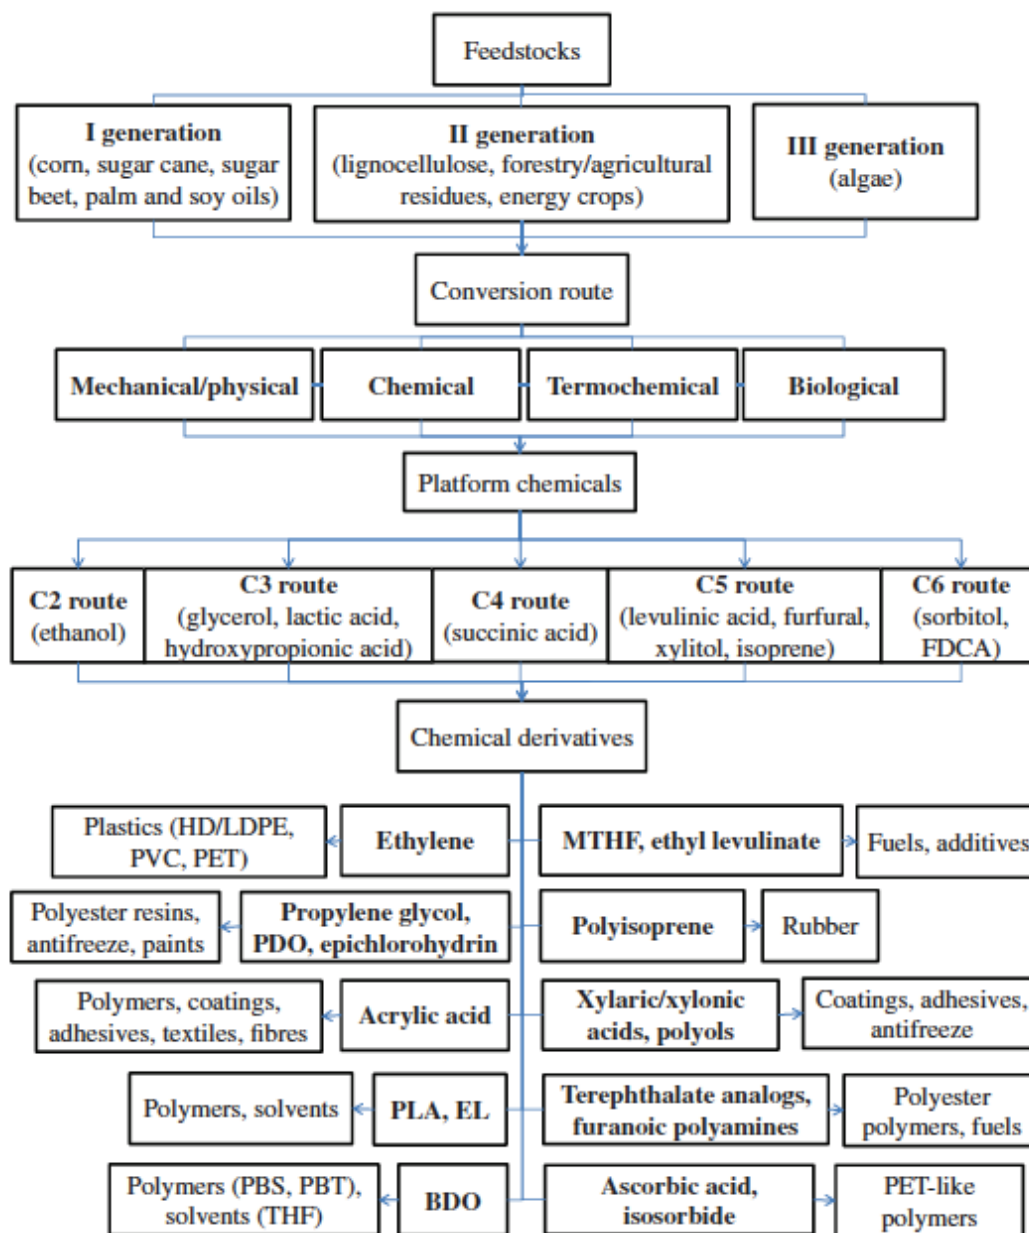 Feedstocks
I generation
(corn, sugar cane, sugar
beet, palm and soy oils)
II generation
(lignocellulose, forestry/agricultural
residues, energy crops)
III generation
(algae)
Conversion route
Mechanical/physical
Chemical
Termochemical
Biological
Platform chemicals
C2 route
(ethanol)
C3 route
(glycerol, lactic acid,
hydroxypropionic acid)
C4 route
(succinic acid)
C5 route
(levulinic acid, furfural,
xylitol, isoprene)
C6 route
(sorbitol,
FDCA)
Chemical derivatives
Plastics (HD/LDPE,
PVC, PET)
Ethylene
MTHF, ethyl levulinate
Fuels, additives
Polyester resins,
antifreeze, paints
Propylene glycol,
PDO, epichlorohydrin
Polyisoprene
Rubber
Polymers, coatings,
adhesives, textiles, fibres
Acrylic acid
Xylaric/xylonic
acids, polyols
Coatings, adhesives,
antifreeze
Polymers, solvents
PLA, EL
Terephthalate analogs,
furanoic polyamines
Polyester
polymers, fuels
Polymers (PBS, PBT),
solvents (THF)
BDO
Ascorbic acid,
isosorbide
PET-like
polymers